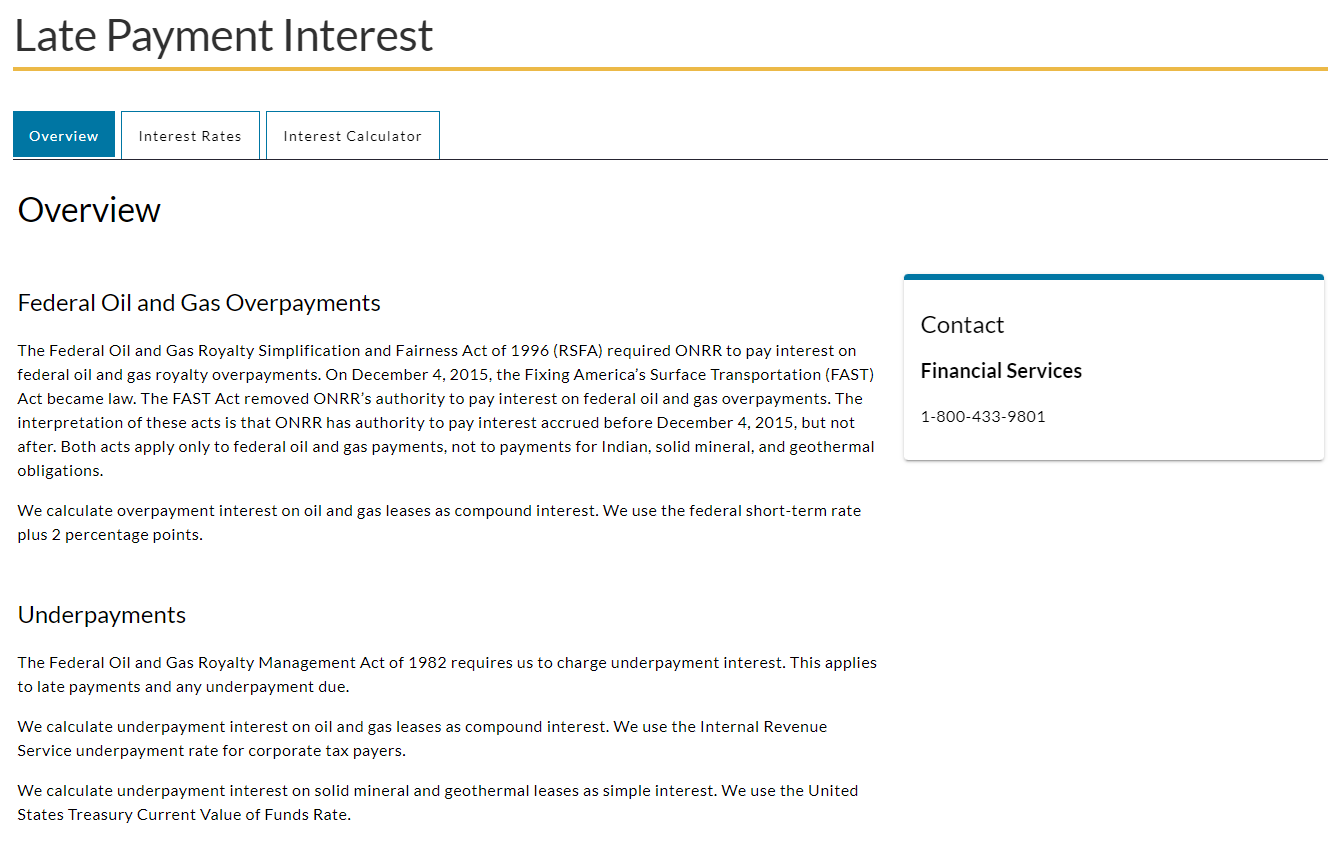 Late Payment Interest
Overview
Interest Rates
Interest Calculator
Overview
Federal Oil and Gas Overpayments
The Federal Oil and Gas Royalty Simplification and Fairness Act of 1996 (RSFA) required ONRR to pay interest on
federal oil and gas royalty overpayments. On December 4, 2015, the Fixing America’s Surface Transportation (FAST)
Act became law. The FAST Act removed ONRR’s authority to pay interest on federal oil and gas overpayments. The
interpretation of these acts is that ONRR has authority to pay interest accrued before December 4, 2015, but not
after. Both acts apply only to federal oil and gas payments, not to payments for Indian, solid mineral, and geothermal
obligations.
We calculate overpayment interest on oil and gas leases as compound interest. We use the federal short-term rate
plus 2 percentage points.
Underpayments
The Federal Oil and Gas Royalty Management Act of 1982 requires us to charge underpayment interest. This applies
to late payments and any underpayment due.
We calculate underpayment interest on oil and gas leases as compound interest. We use the Internal Revenue
Service underpayment rate for corporate tax payers.
We calculate underpayment interest on solid mineral and geothermal leases as simple interest. We use the United
States Treasury Current Value of Funds Rate.
Contact
Financial Services
1-800-433-9801